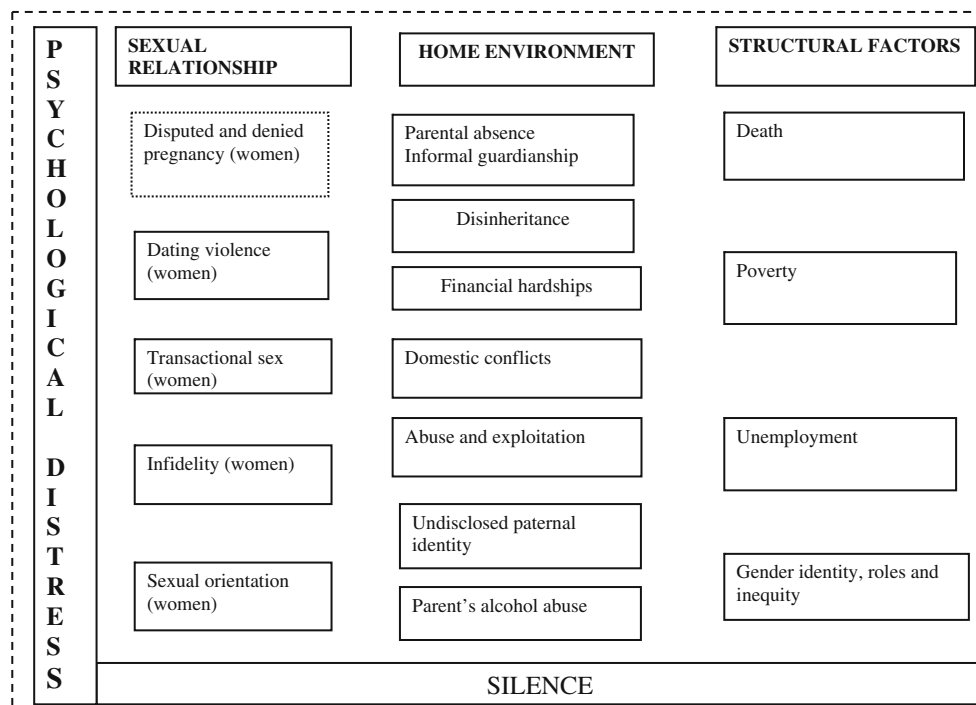 PSYCHOLOGICAL DISTRESS
SEXUAL
RELATIONSHIP
Disputed and denied
pregnancy (women)
Dating violence
(women)
Transactional sex
(women)
Infidelity (women)
Sexual orientation
(women)
HOME ENVIRONMENT
Parental absence
Informal guardianship
Disinheritance
Financial hardships
Domestic conflicts
Abuse and exploitation
Undisclosed paternal
identity
Parent’s alcohol abuse
STRUCTURAL FACTORS
Death
Poverty
Unemployment
Gender identity, roles and
inequity
SILENCE